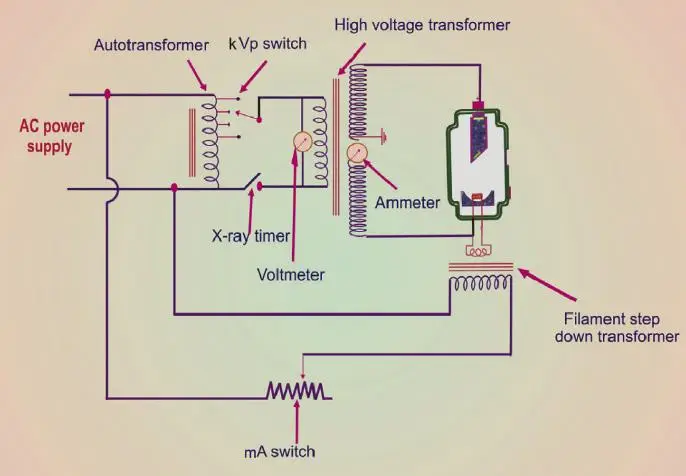 High voltage transformer
Autotransformer
kVp switch
AC power
supply
Ammeter
X-ray timer
Voltmeter
Filament step
down transformer
mA switch